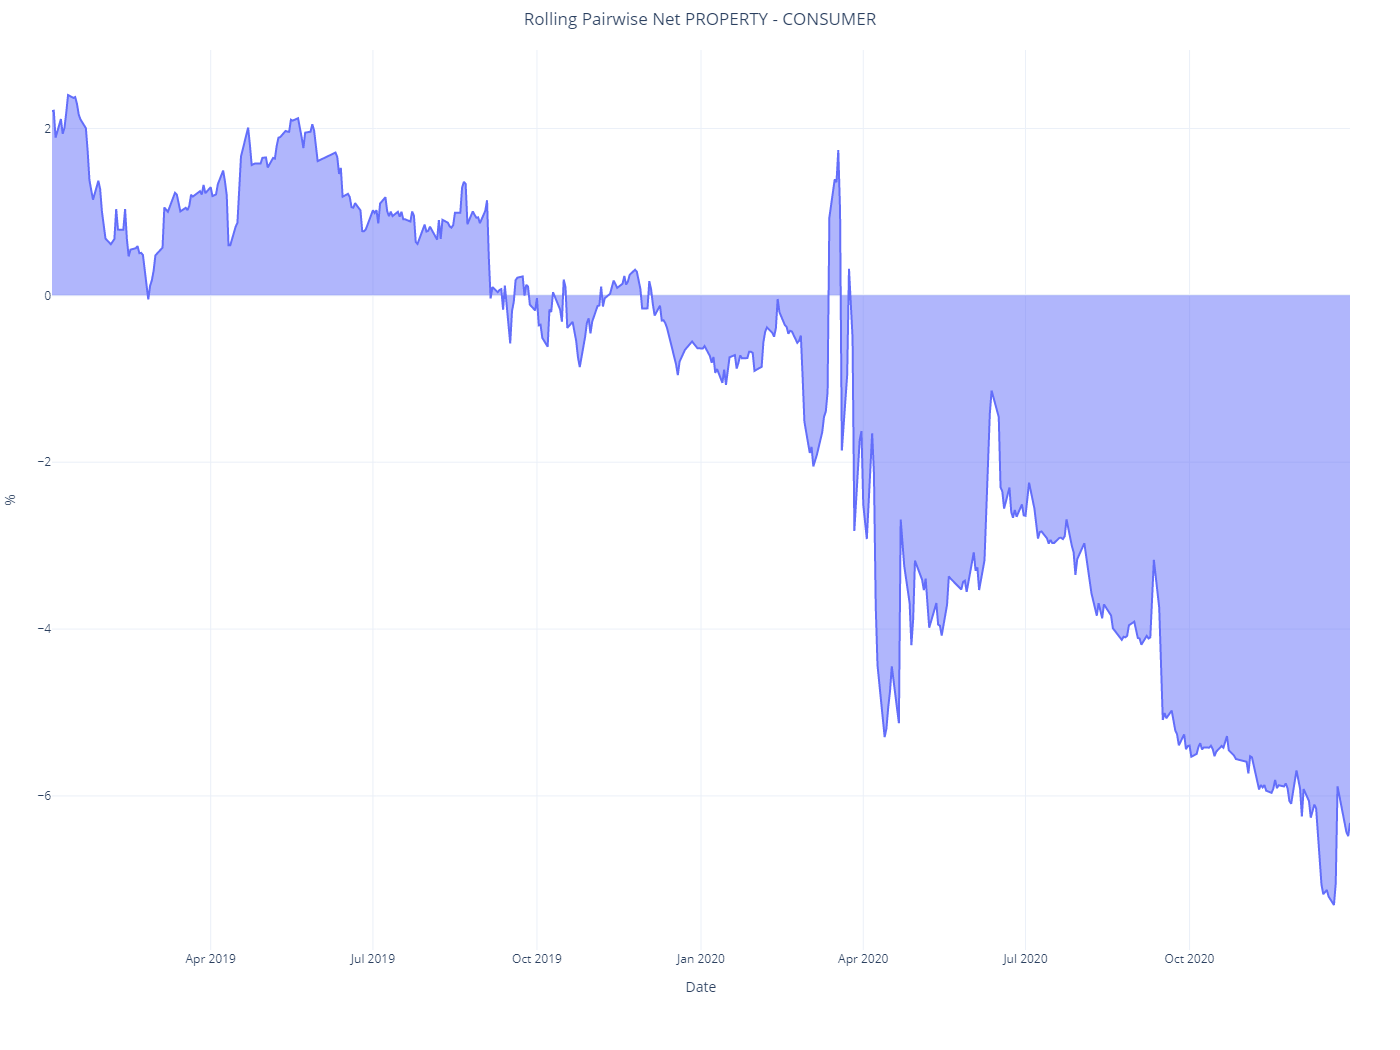 Rolling Pairwise Net PROPERTY - CONSUMER
2
0
−2
−4
−6
%
Apr 2019
Jul 2019
Oct 2019
Jan 2020
Apr 2020
Jul 2020
Oct 2020
Date